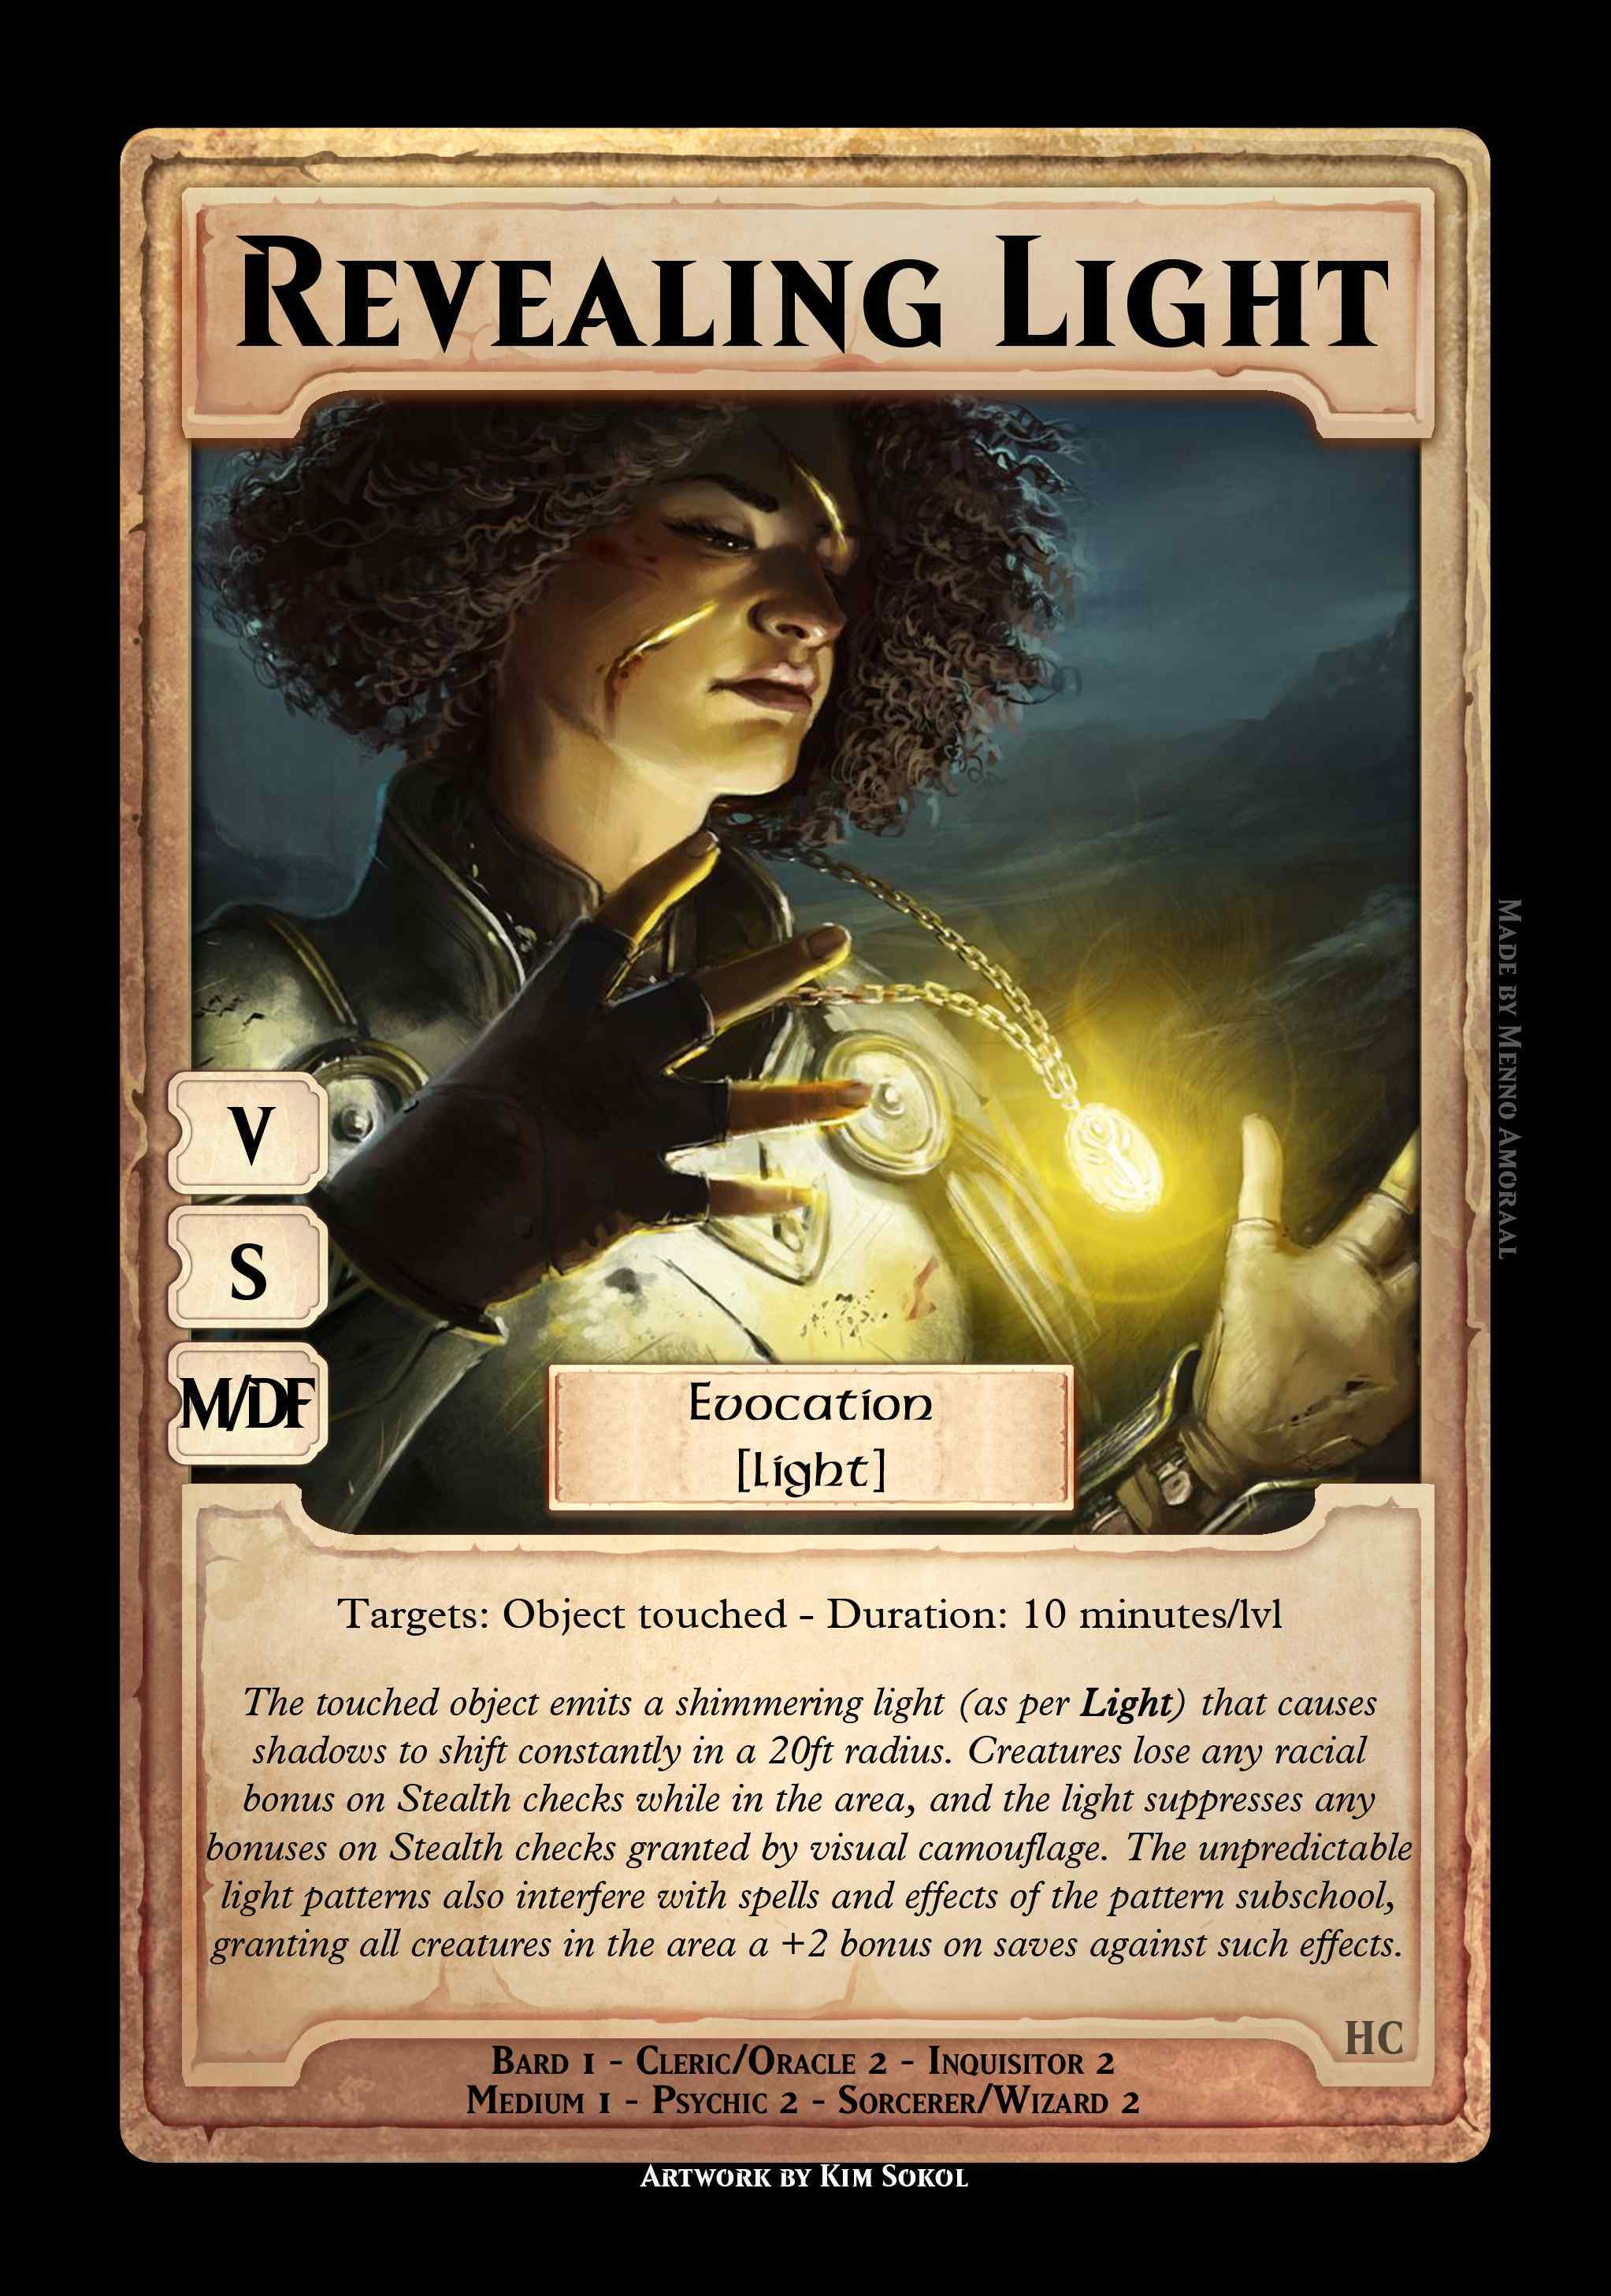 Revealing Light
V
S
M/DF
Evocation
[Light]
Targets: Object touched - Duration: 10 minutes/lvl
The touched object emits a shimmering light (as per Light) that causes
shadows to shift constantly in a 20ft radius. Creatures lose any racial
bonus on Stealth checks while in the area, and the light suppresses any
bonuses on Stealth checks granted by visual camouflage. The unpredictable
light patterns also interfere with spells and effects of the pattern subschool,
granting all creatures in the area a +2 bonus on saves against such effects.
HC
Bard 1 - Cleric/Oracle 2 - Inquisitor 2
Medium 1 - Psychic 2 - Sorcerer/Wizard 2
Artwork by Kim Sokol
Made by Menno Amoraal